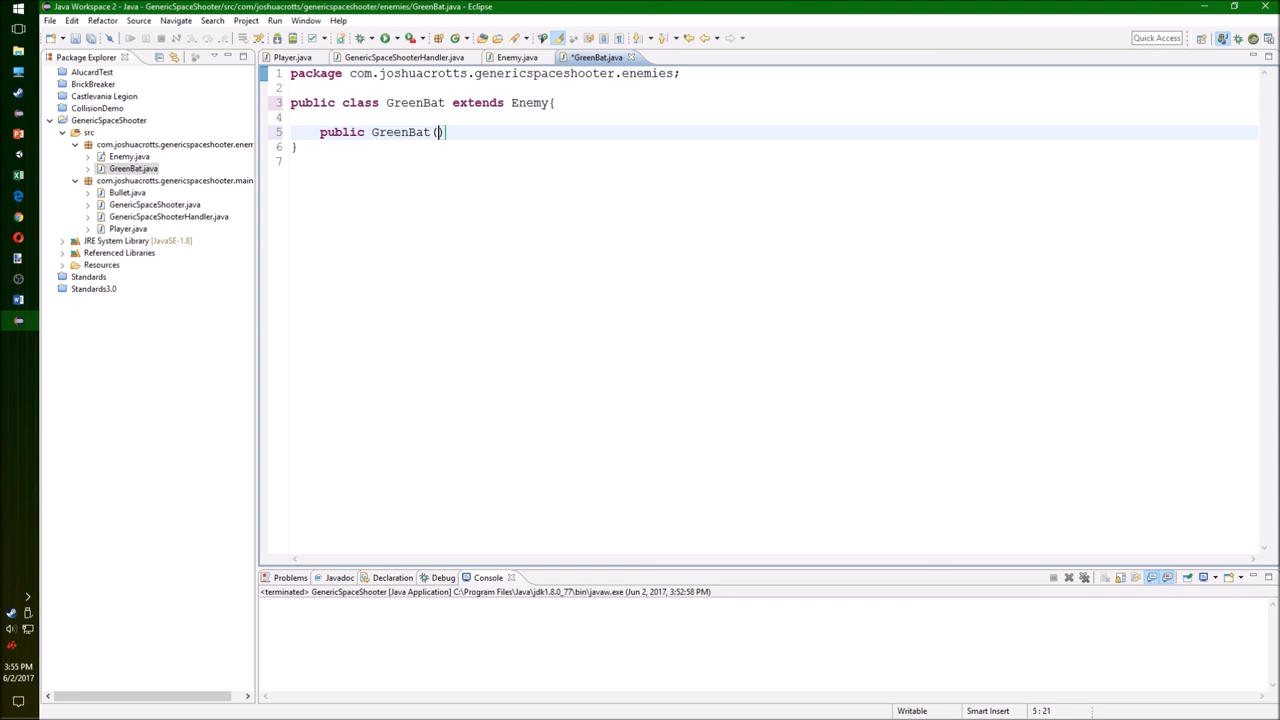 Java Workspace 2 - Java - GenericSpaceShooter/src/com/joshuacrotts/genericspaceshooter/enemies/GreenBat.java - Eclipse
File Edit Refactor Source Navigate Search Project Run Window Help
Quick Access
Package Explorer
Player.java GenericSpaceShooterHandler.java Enemy.java *GreenBat.java
AlucardTest
BrickBreaker
Castlevania Legion
CollisionDemo
GenericSpaceShooter
src
com.joshuacrotts.genericspaceshooter.enem
Enemy.java
GreenBat.java
com.joshuacrotts.genericspaceshooter.main
Bullet.java
GenericSpaceShooter.java
GenericSpaceShooterHandler.java
Player.java
JRE System Library [JavaSE-1.8]
Referenced Libraries
Resources
Standards
Standards3.0
1 package com.joshuacrotts.genericspaceshooter.enemies;
2
3 public class GreenBat extends Enemy{
4
5 public GreenBat()
6 }
7
Problems Javadoc Declaration Debug Console
<terminated> GenericSpaceShooter [Java Application] C:\Program Files\Java\jdk1.8.0_77\bin\javaw.exe (Jun 2, 2017, 3:52:58 PM)
Writable Smart Insert 5 : 21
3:55 PM
6/2/2017